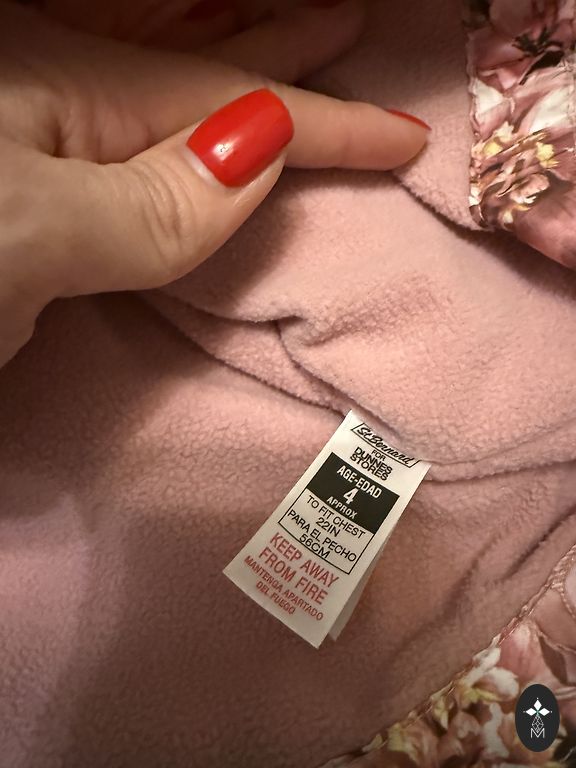 St.Bernard
FOR
DUNNES
STORES
AGE-EDAD
4
APPROX
TO FIT CHEST
22IN
PARA EL PECHO
56CM
KEEP AWAY
FROM FIRE
MANTENGA APARTADO
DEL FUEGO
M